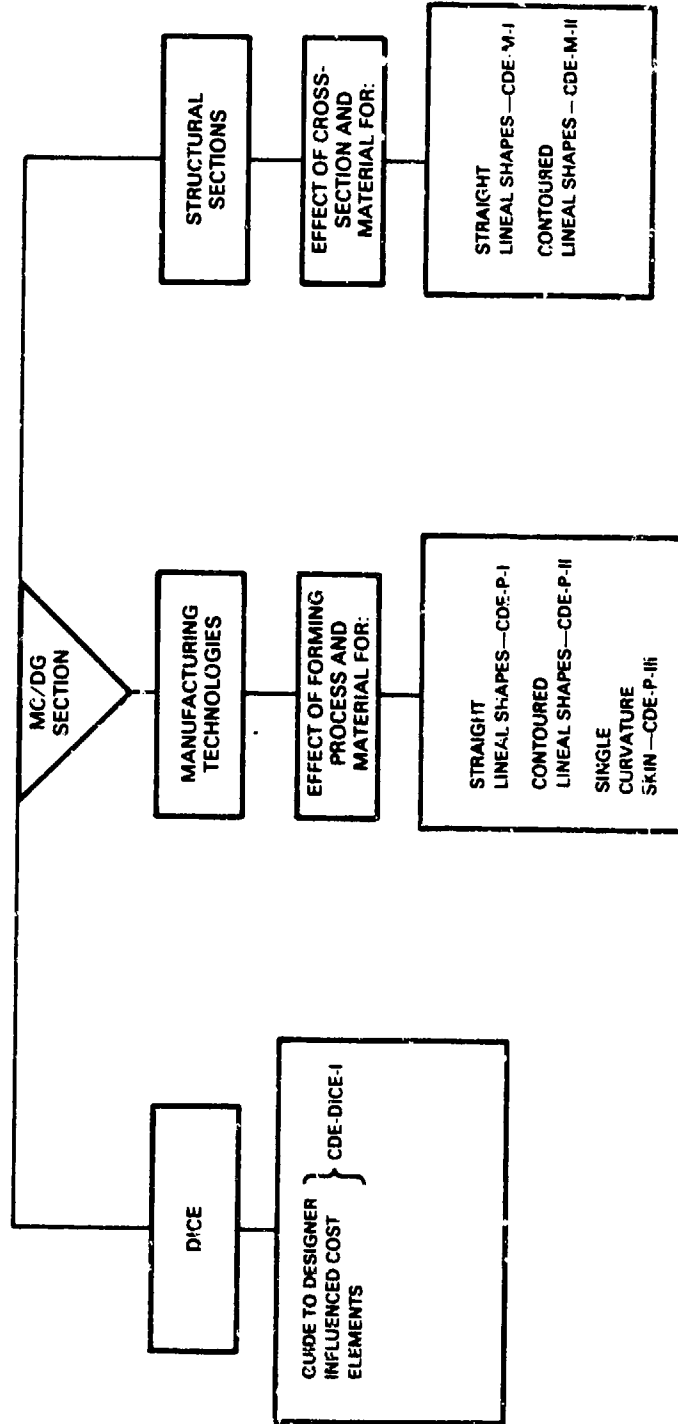 MC/DG
SECTION
DICE
GUIDE TO DESIGNER
INFLUENCED COST
ELEMENTS
CDE-DICE-I
MANUFACTURING
TECHNOLOGIES
EFFECT OF FORMING
PROCESS AND
MATERIAL FOR:
STRAIGHT
LINEAL SHAPES—CDE-P-I
CONTOURED
LINEAL SHAPES—CDE-P-II
SINGLE
CURVATURE
SKIN—CDE-P-III
STRUCTURAL
SECTIONS
EFFECT OF CROSS-
SECTION AND
MATERIAL FOR:
STRAIGHT
LINEAL SHAPES—CDE-M-I
CONTOURED
LINEAL SHAPES—CDE-M-II